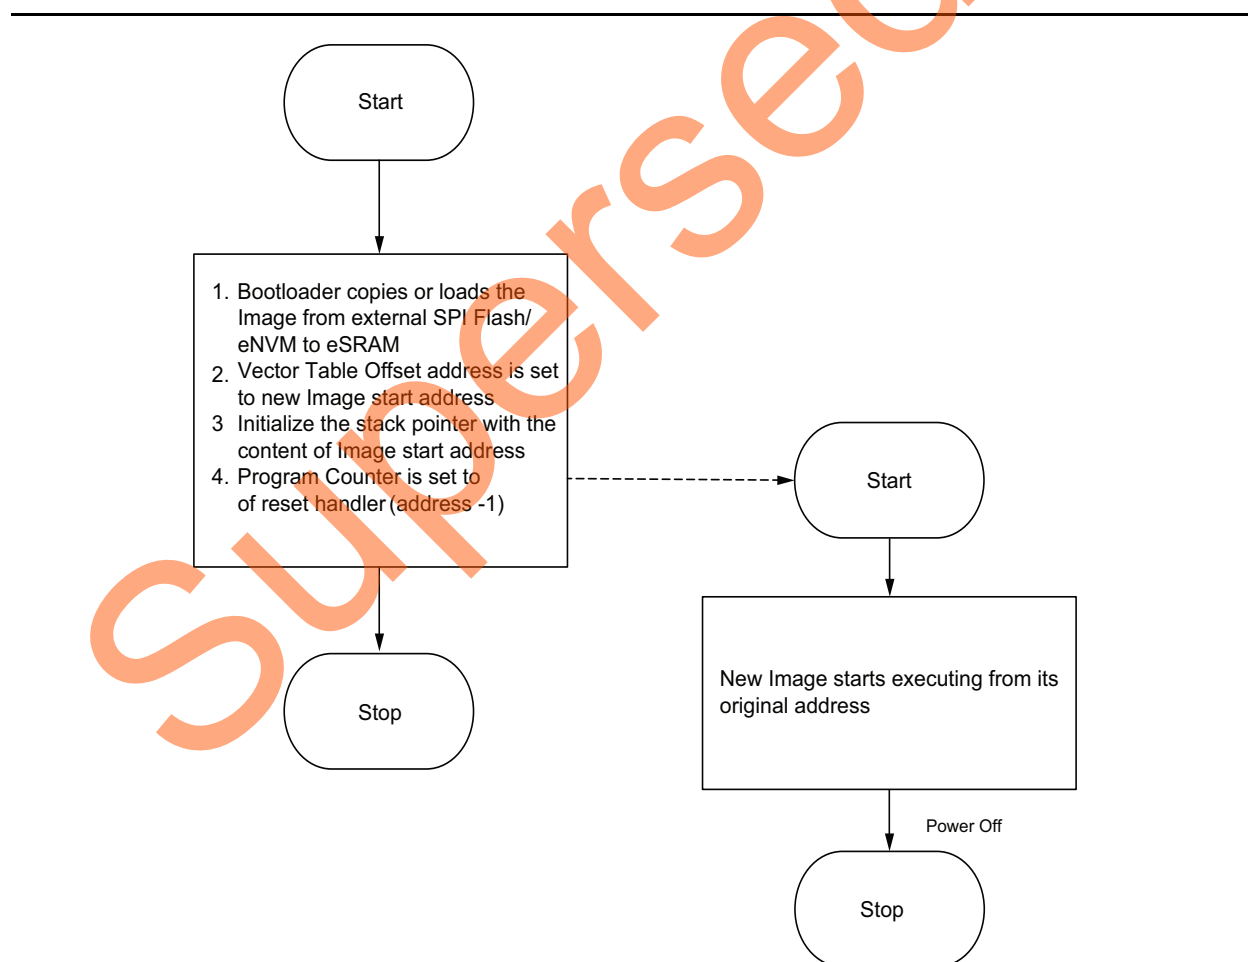 Start
1. Bootloader copies or loads the
Image from external SPI Flash/
eNVM to eSRAM
2. Vector Table Offset address is set
to new Image start address
3 Initialize the stack pointer with the
content of Image start address
4. Program Counter is set to
of reset handler (address -1)
Stop
Start
New Image starts executing from its
original address
Power Off
Stop